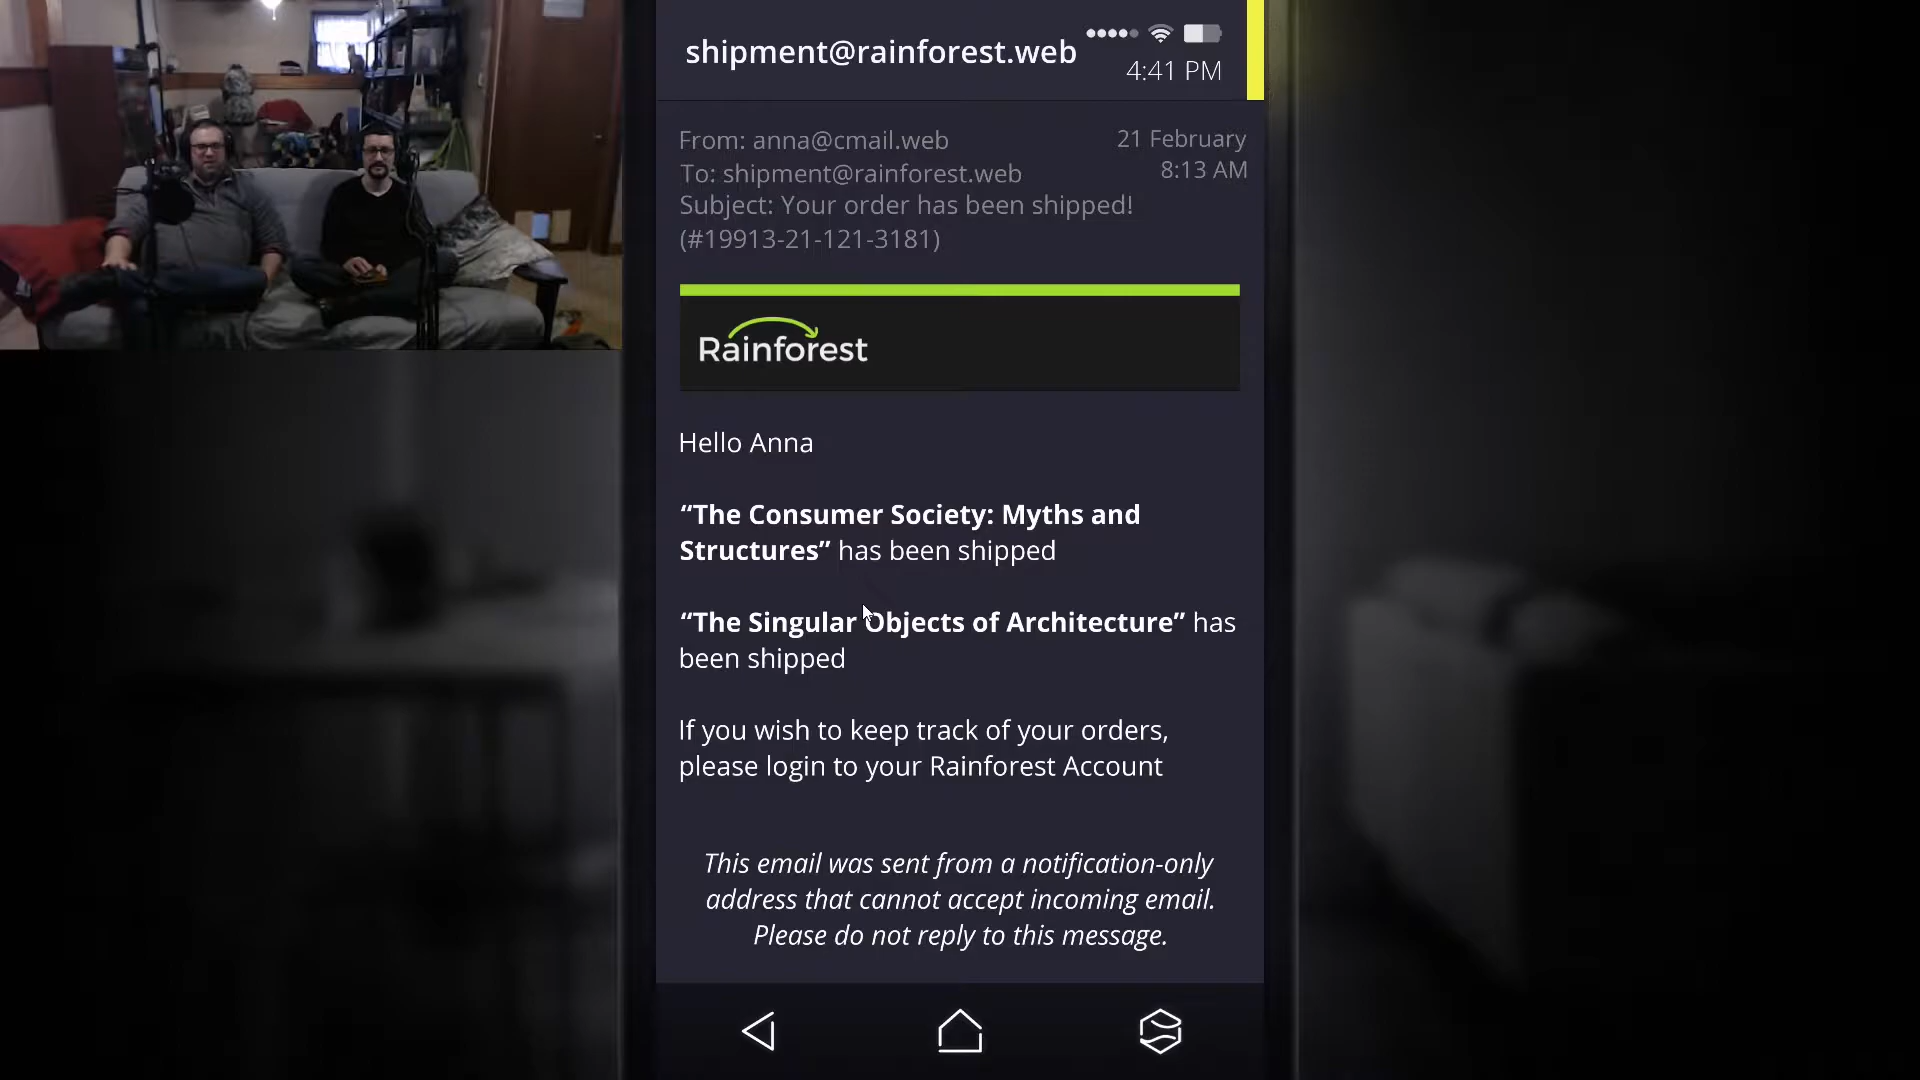 shipment@rainforest.web
4:41 PM
From: anna@cmail.web
21 February
To: shipment@rainforest.web
8:13 AM
Subject: Your order has been shipped!
(#19913-21-121-3181)
Rainforest
Hello Anna
“The Consumer Society: Myths and
Structures” has been shipped
“The Singular Objects of Architecture” has
been shipped
If you wish to keep track of your orders,
please login to your Rainforest Account
This email was sent from a notification-only
address that cannot accept incoming email.
Please do not reply to this message.